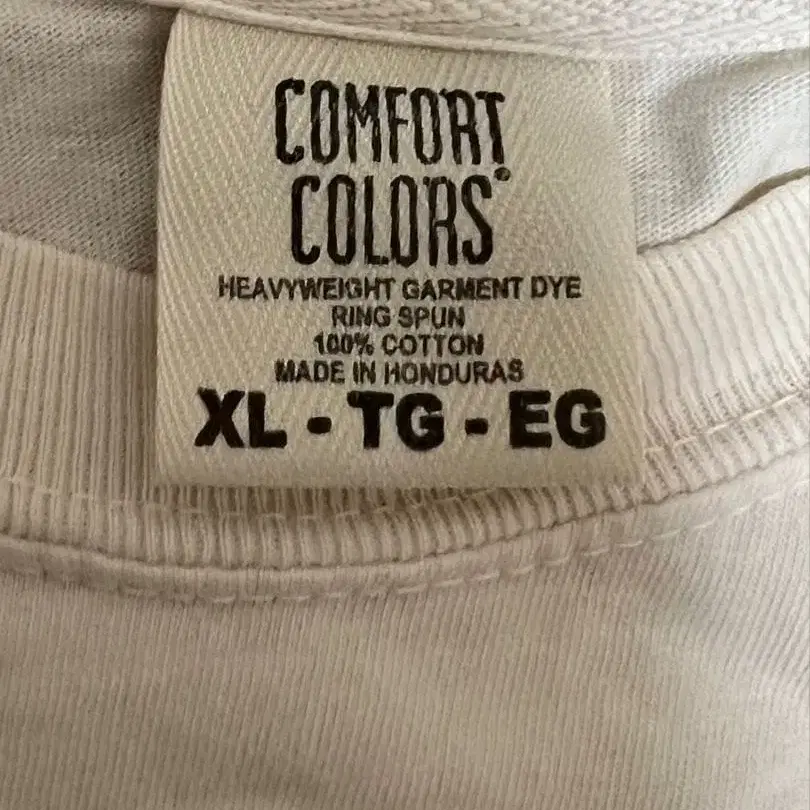 COMFORT
COLORS®
HEAVYWEIGHT GARMENT DYE
RING SPUN
100% COTTON
MADE IN HONDURAS
XL - TG - EG